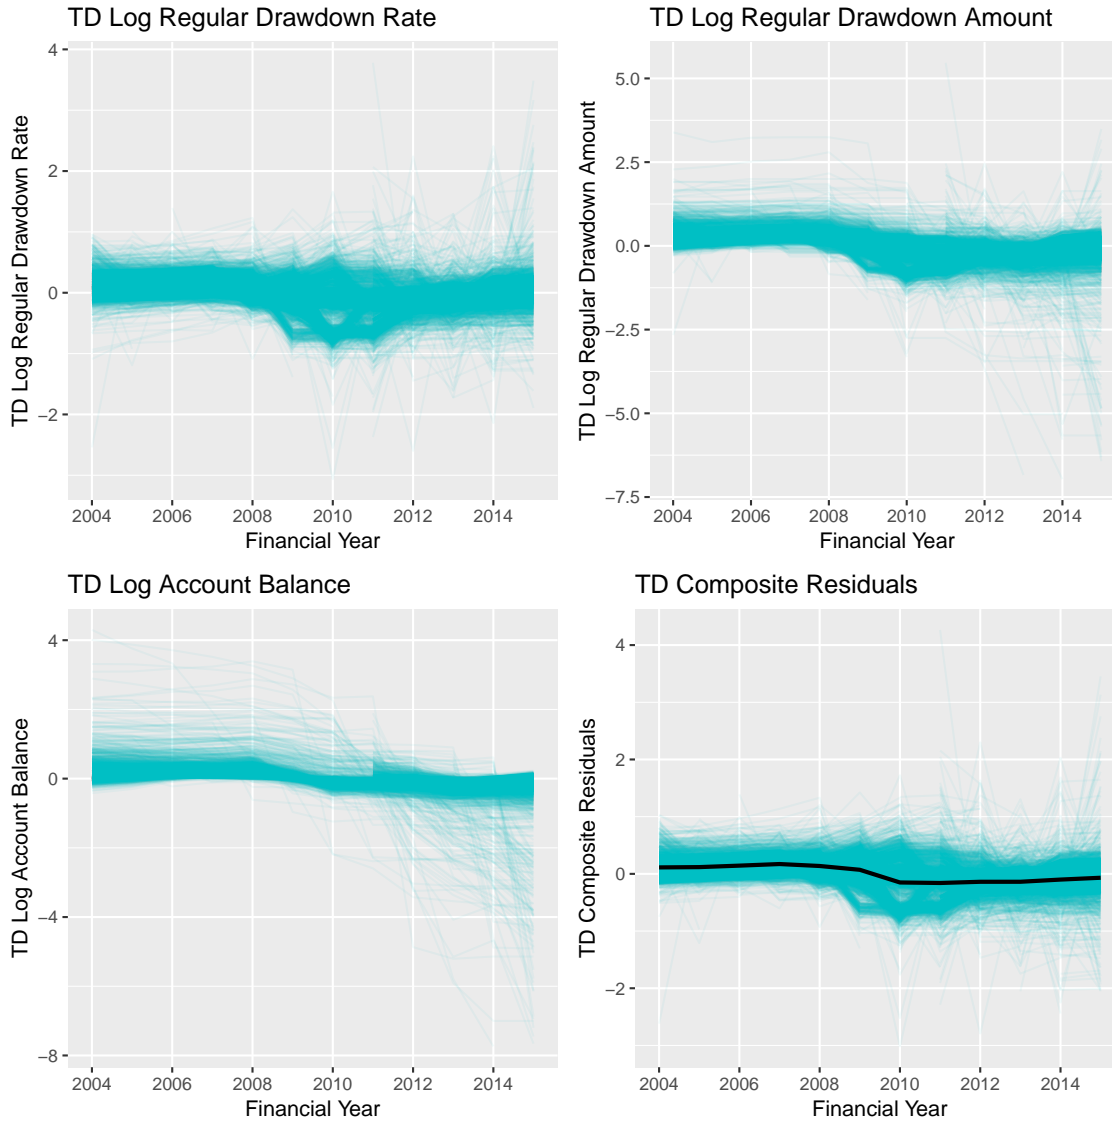 TD Log Regular Drawdown Rate
TD Log Regular Drawdown Rate
4
2
0
−2
2004 2006 2008 2010 2012 2014
Financial Year
TD Log Regular Drawdown Amount
TD Log Regular Drawdown Amount
5.0
2.5
0.0
−2.5
−5.0
−7.5
2004 2006 2008 2010 2012 2014
Financial Year
TD Log Account Balance
TD Log Account Balance
4
0
−4
−8
2004 2006 2008 2010 2012 2014
Financial Year
TD Composite Residuals
TD Composite Residuals
4
2
0
−2
2004 2006 2008 2010 2012 2014
Financial Year